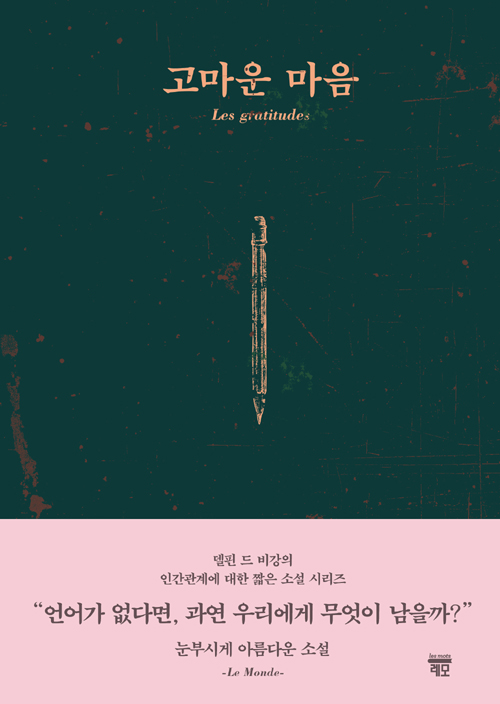 고마운 마음
Les gratitudes
델핀 드 비강의
인간관계에 대한 짧은 소설 시리즈
“언어가 없다면, 과연 우리에게 무엇이 남을까?”
눈부시게 아름다운 소설
-Le Monde-
les mots
레모